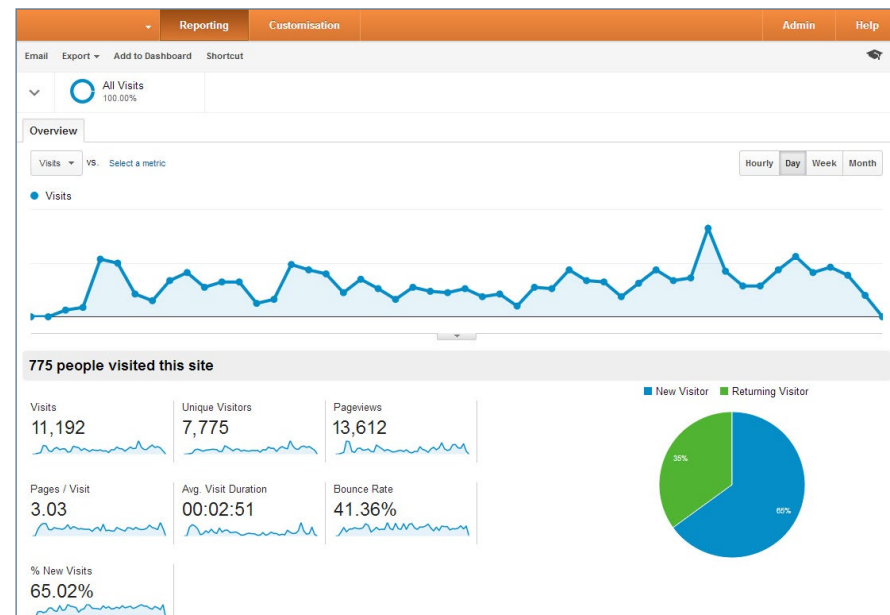 Reporting Customisation Admin Help
Email Export Add to Dashboard Shortcut
All Visits
100.00%
Overview
Visits VS. Select a metric Hourly Day Week Month
Visits
775 people visited this site
New Visitor Returning Visitor
Visits Unique Visitors Pageviews
11,192 7,775 13,612
35%
65%
Pages / Visit Avg. Visit Duration Bounce Rate
3.03 00:02:51 41.36%
% New Visits
65.02%